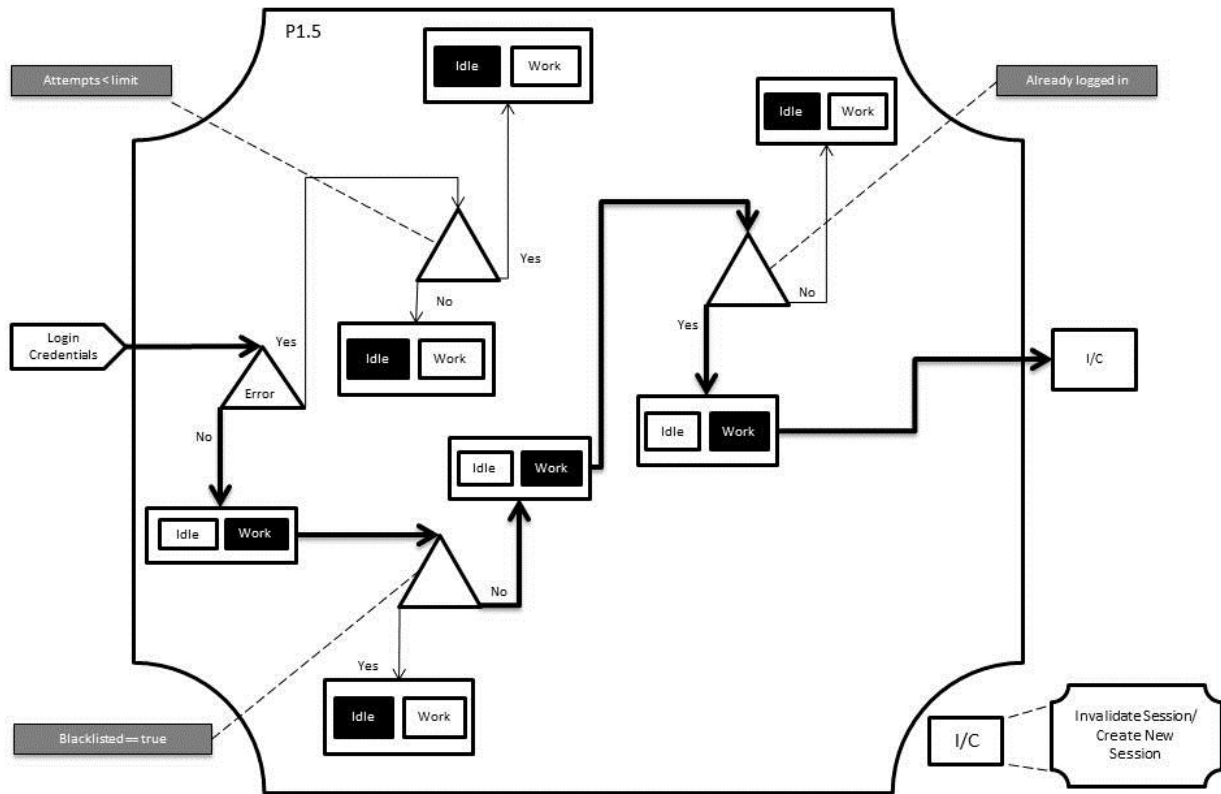 P1.5
Idle
Work
Attempts < limit
Already logged in
Idle
Work
Yes
No
No
Login
Credentials
Yes
Yes
Idle
Work
I/C
Error
No
Idle
Work
Idle
Work
Idle
Work
No
Yes
Idle
Work
Blacklisted == true
I/C
Invalidate Session/
Create New
Session